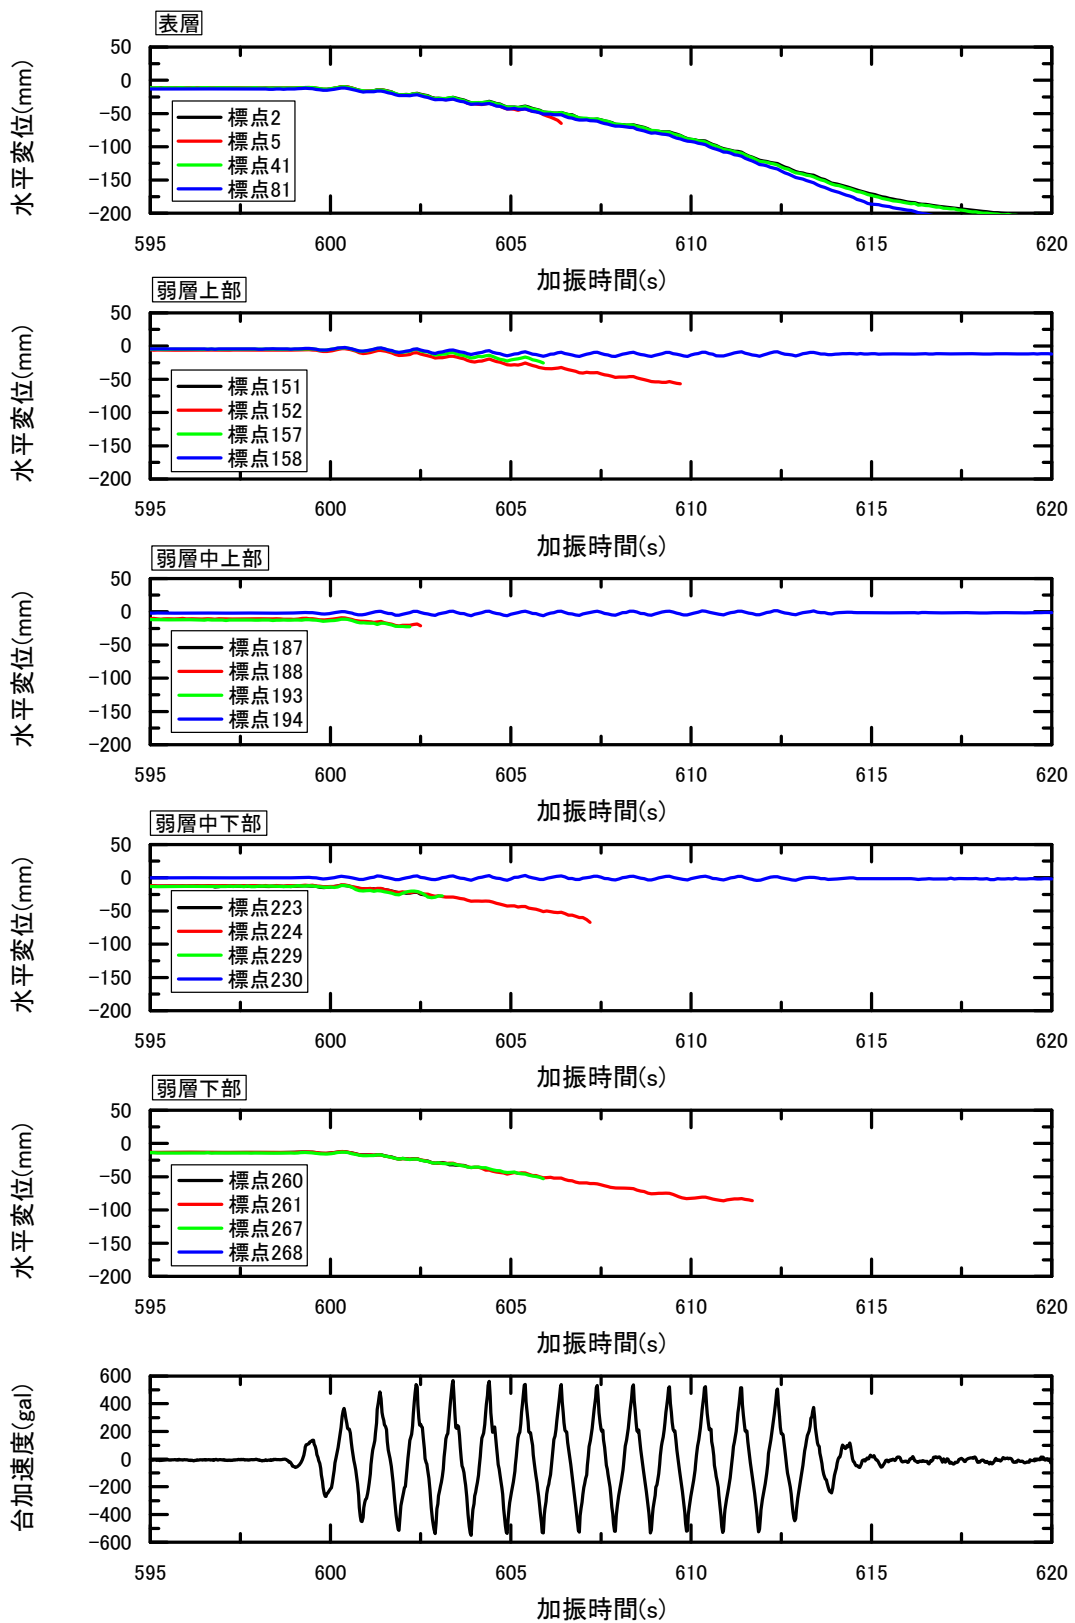 表層
水平変位(mm)
50
0
-50
-100
-150
-200
標点2
標点5
標点41
標点81
595 600 605 610 615 620
加振時間(s)
弱層上部
水平変位(mm)
50
0
-50
-100
-150
-200
標点151
標点152
標点157
標点158
595 600 605 610 615 620
加振時間(s)
弱層中上部
水平変位(mm)
50
0
-50
-100
-150
-200
標点187
標点188
標点193
標点194
595 600 605 610 615 620
加振時間(s)
弱層中下部
水平変位(mm)
50
0
-50
-100
-150
-200
標点223
標点224
標点229
標点230
595 600 605 610 615 620
加振時間(s)
弱層下部
水平変位(mm)
50
0
-50
-100
-150
-200
標点260
標点261
標点267
標点268
595 600 605 610 615 620
加振時間(s)
台加速度(gal)
600
400
200
0
-200
-400
-600
595 600 605 610 615 620
加振時間(s)